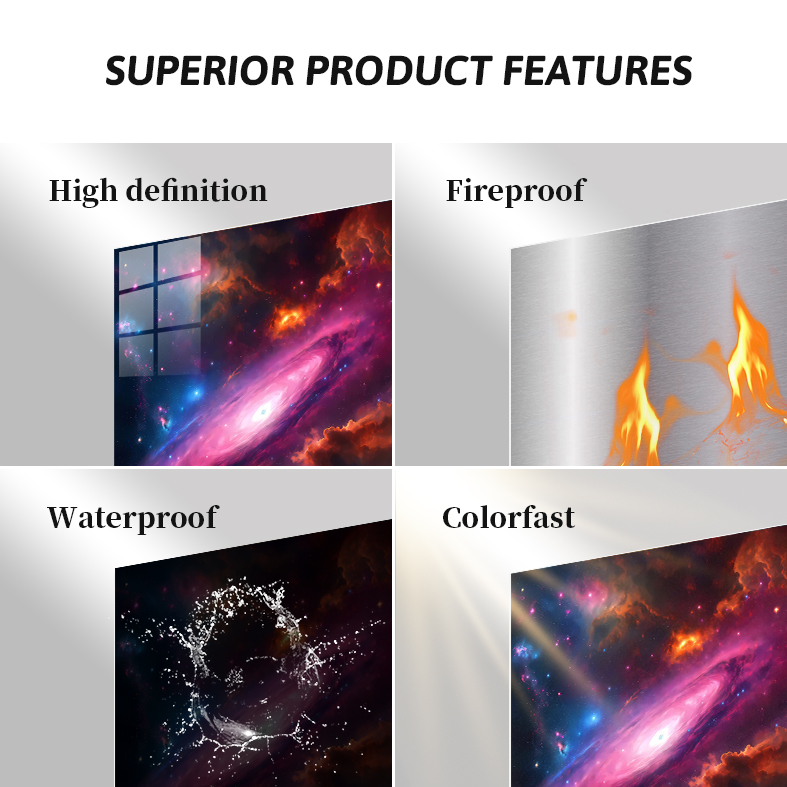 SUPERIOR PRODUCT FEATURES
High definition
Fireproof
Waterproof
Colorfast